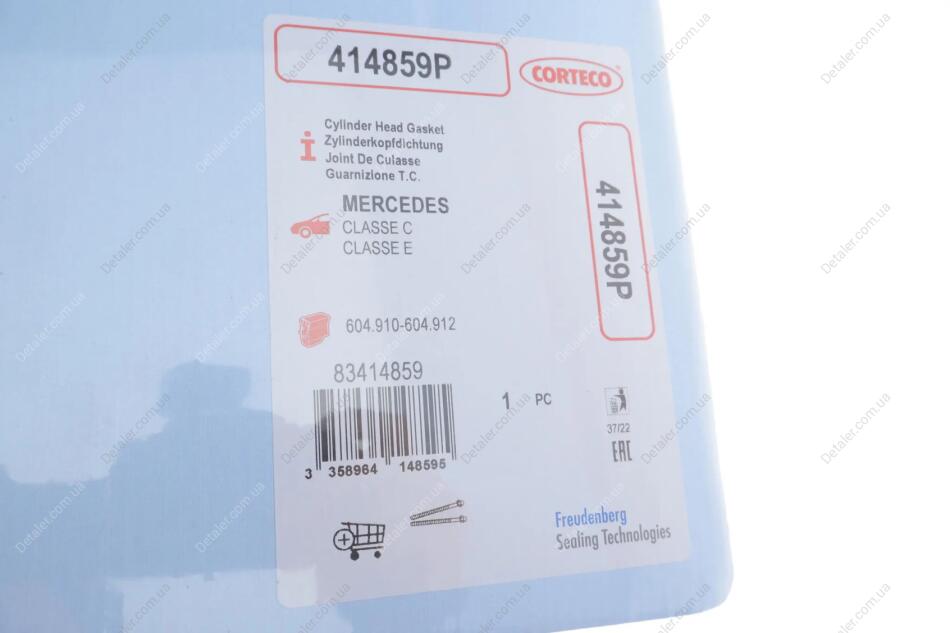 414859P
CORTECO
Cylinder Head Gasket
Zylinderkopfdichtung
Joint De Culasse
Guarnizione T.C.
MERCEDES
CLASSE C
CLASSE E
414859P
604.910-604.912
83414859
1 PC
3 358964 148595
37/22
EAC
Freudenberg
Sealing Technologies
Detaler.com.ua